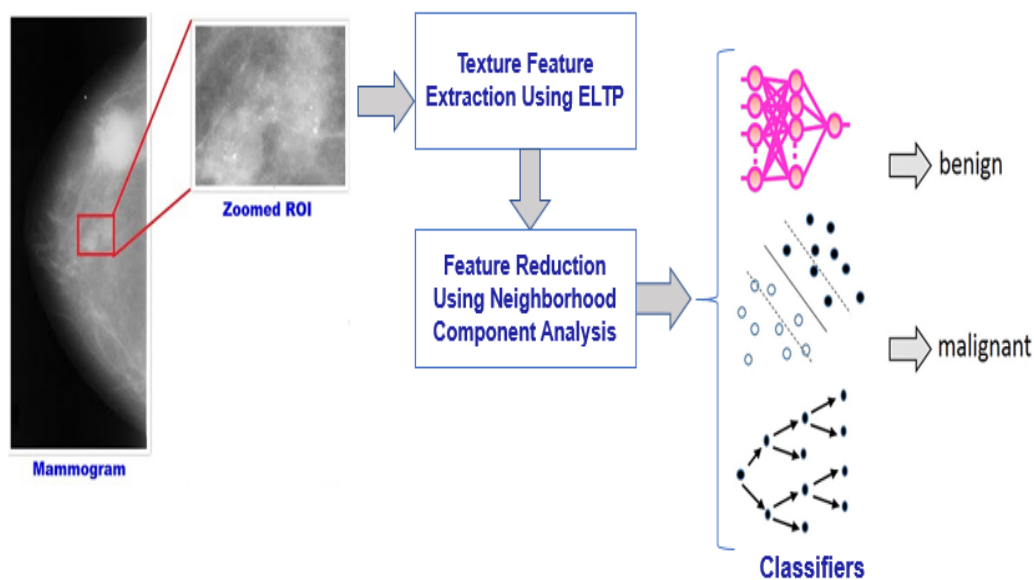 Mammogram
Zoomed ROI
Texture Feature
Extraction Using ELTP
Feature Reduction
Using Neighborhood
Component Analysis
benign
malignant
Classifiers